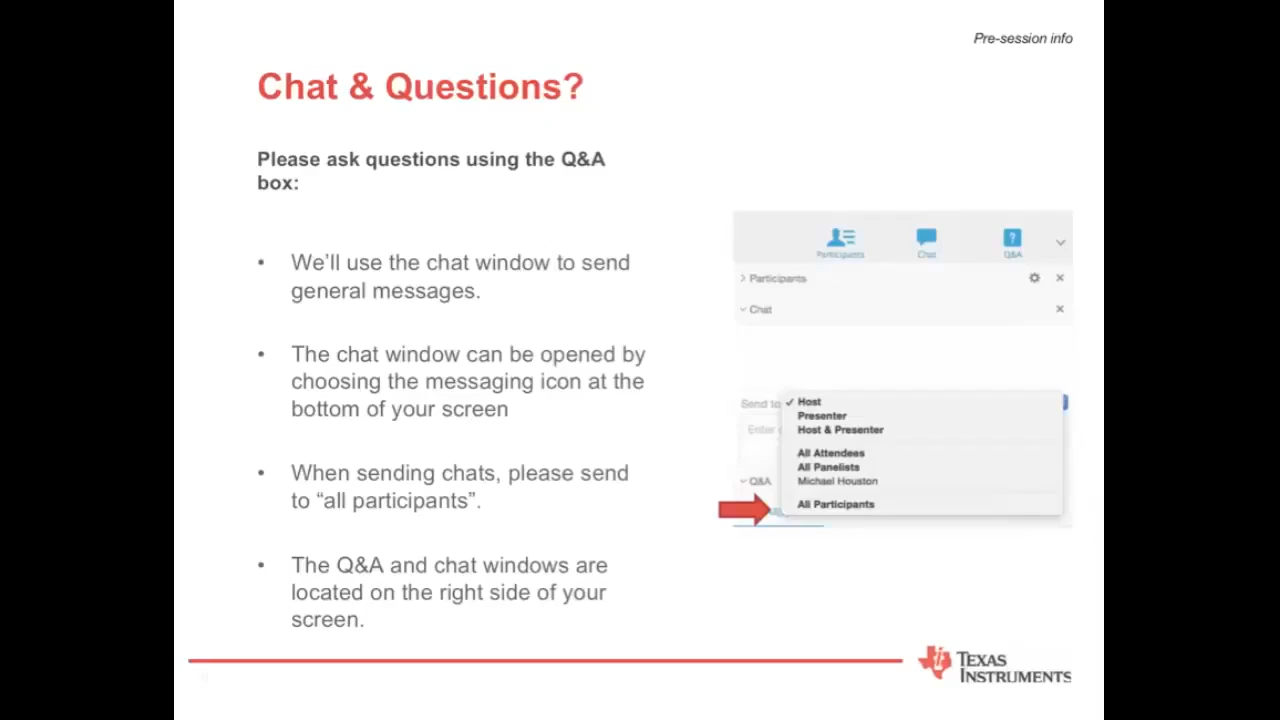 Pre-session info
Chat & Questions?
Please ask questions using the Q&A
box:
• We’ll use the chat window to send
general messages.
• The chat window can be opened by
choosing the messaging icon at the
bottom of your screen
• When sending chats, please send
to “all participants”.
• The Q&A and chat windows are
located on the right side of your
screen.
Participants Chat Q&A
Participants
Chat
Send to
✓ Host
Presenter
Enter
Host & Presenter
All Attendees
All Panelists
Q&A
Michael Houston
All Participants
TEXAS
INSTRUMENTS